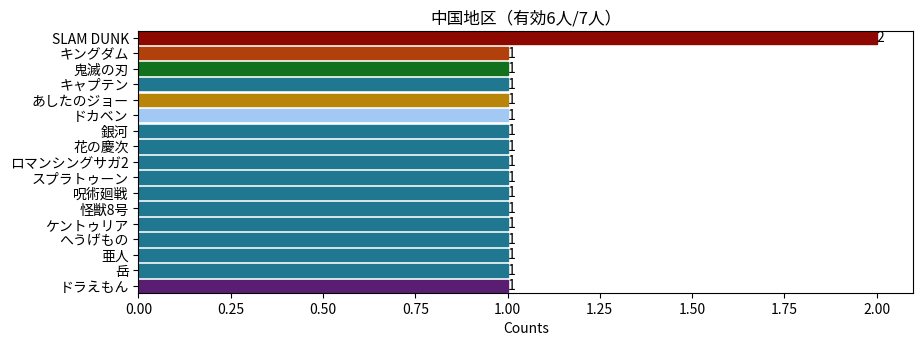 中国地区（有効6人/7人）
SLAM DUNK 2
キングダム 1
鬼滅の刃 1
キャプテン 1
あしたのジョー 1
ドカベン 1
銀河 1
花の慶次 1
ロマンシングサガ2 1
スプラトゥーン 1
呪術廻戦 1
怪獣8号 1
ケントゥリア 1
へうげもの 1
亜人 1
岳 1
ドラえもん 1
0.00 0.25 0.50 0.75 1.00 1.25 1.50 1.75 2.00
Counts